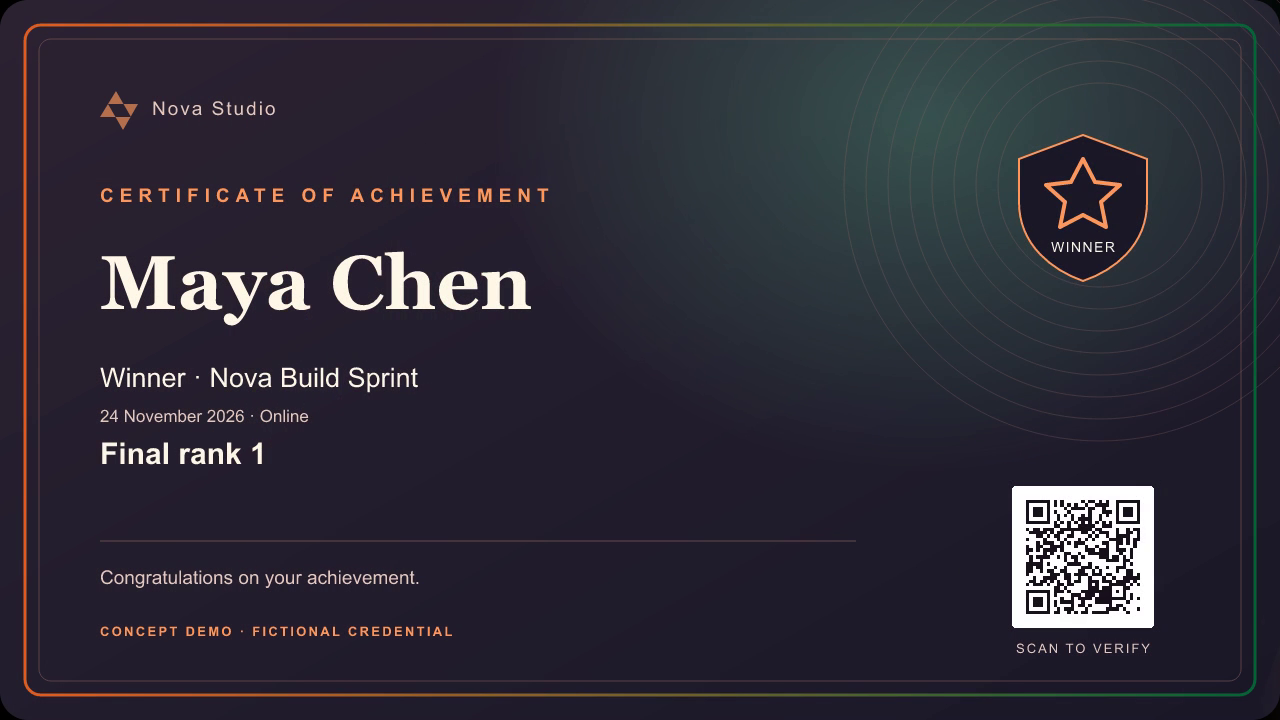 Nova Studio
CERTIFICATE OF ACHIEVEMENT
Maya Chen
Winner · Nova Build Sprint
24 November 2026 · Online
Final rank 1
Congratulations on your achievement.
CONCEPT DEMO · FICTIONAL CREDENTIAL
WINNER
SCAN TO VERIFY